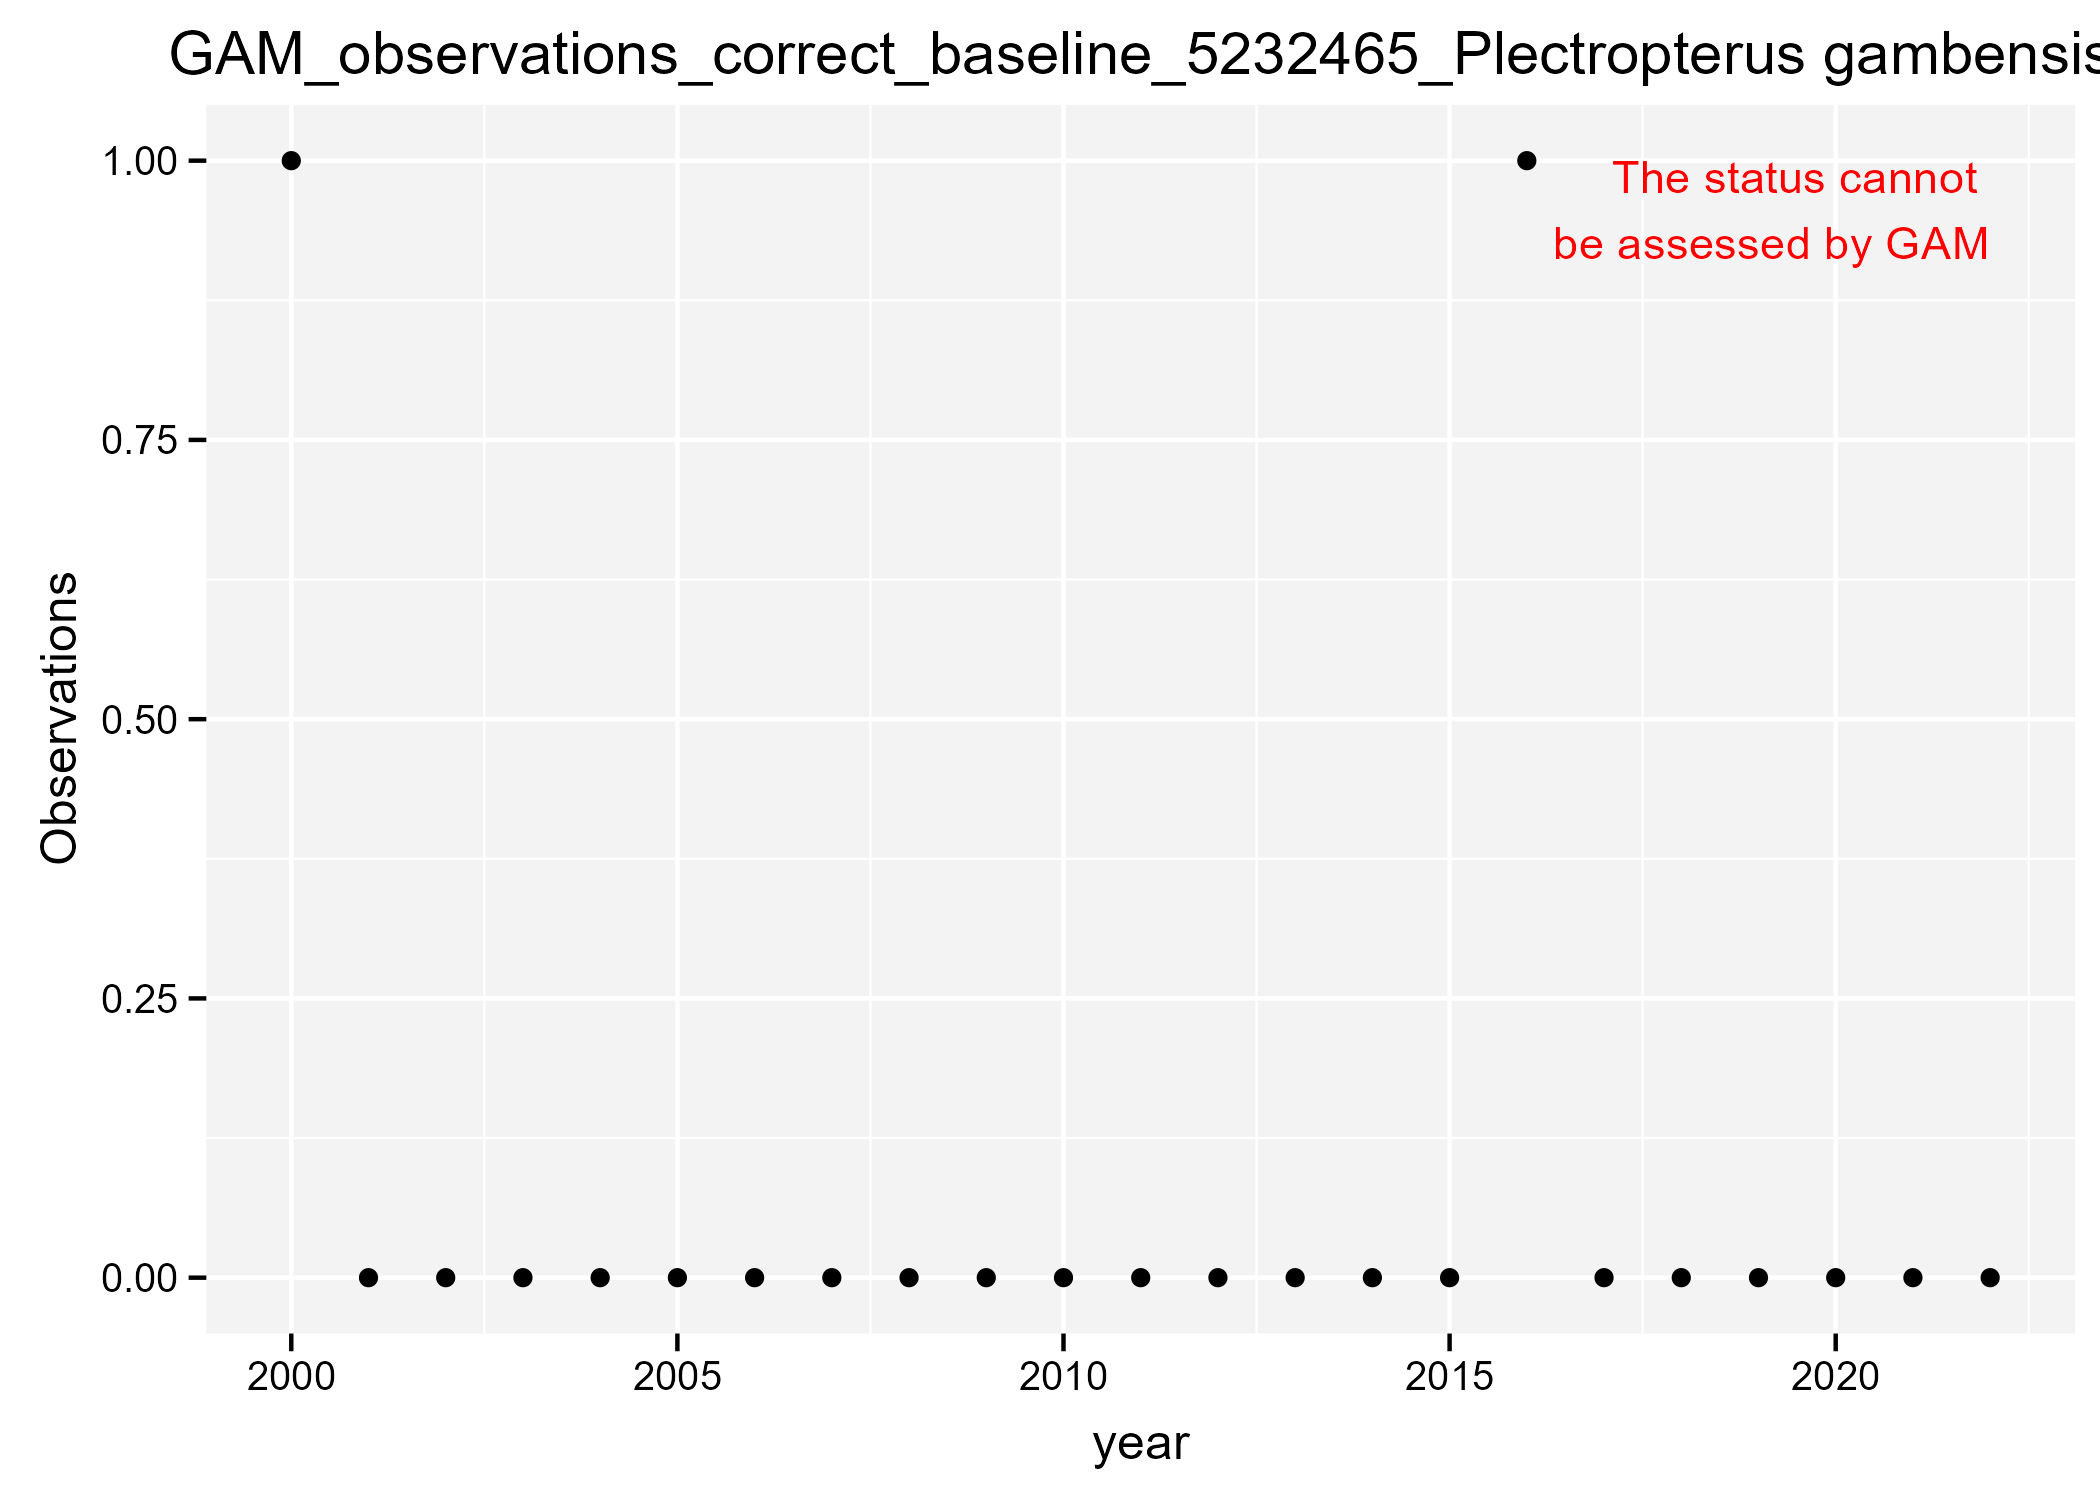 GAM_observations_correct_baseline_5232465_Plectropterus gambensis
1.00
The status cannot
be assessed by GAM
0.75
0.50
Observations
0.25
0.00
2000 2005 2010 2015 2020
year